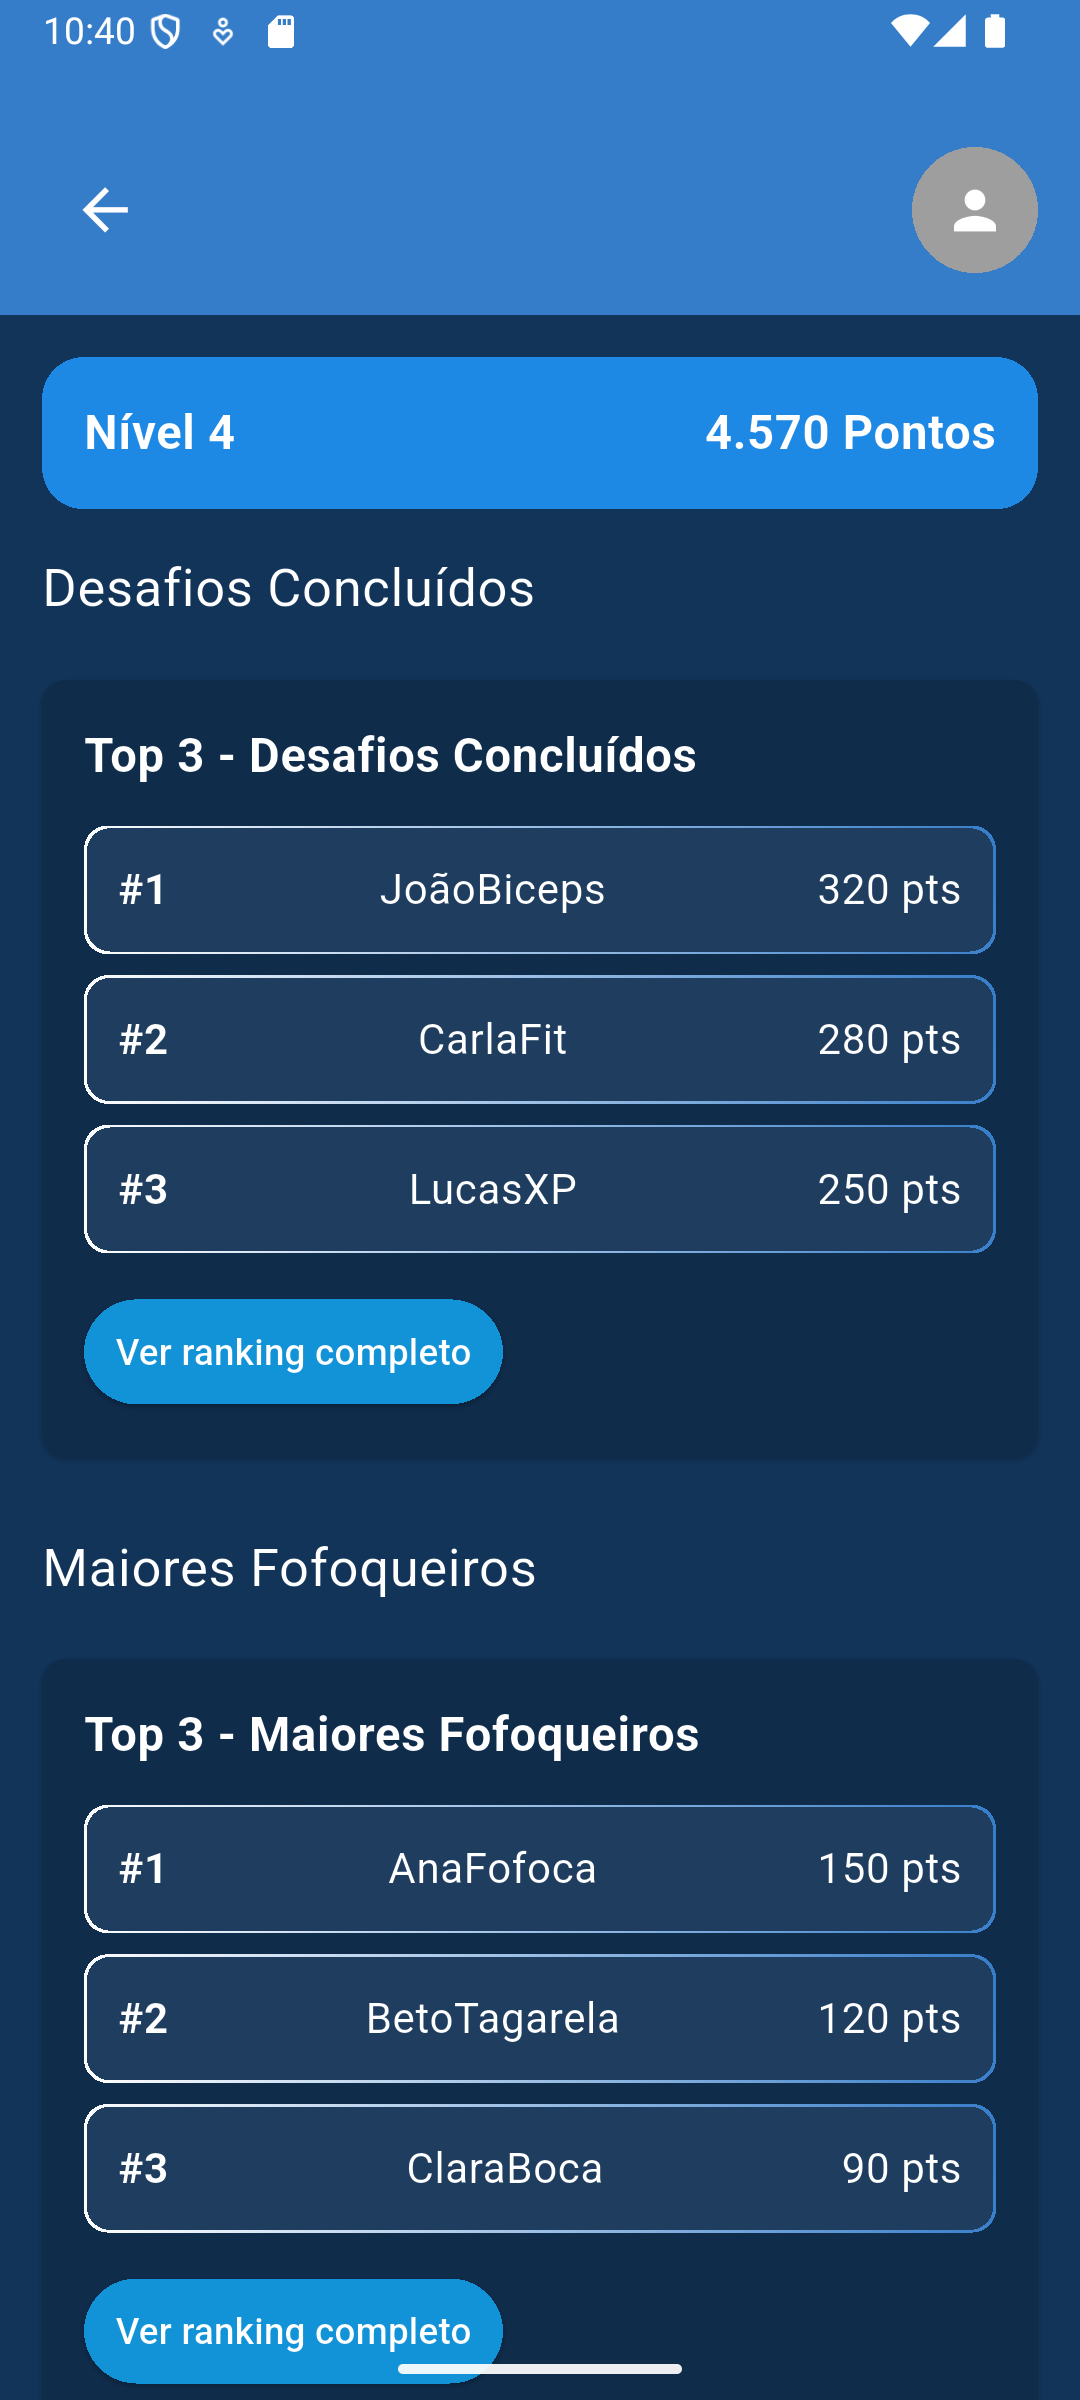 10:40
Nível 4 4.570 Pontos
Desafios Concluídos
Top 3 - Desafios Concluídos
#1 JoãoBiceps 320 pts
#2 CarlaFit 280 pts
#3 LucasXP 250 pts
Ver ranking completo
Maiores Fofoqueiros
Top 3 - Maiores Fofoqueiros
#1 AnaFofoca 150 pts
#2 BetoTagarela 120 pts
#3 ClaraBoca 90 pts
Ver ranking completo